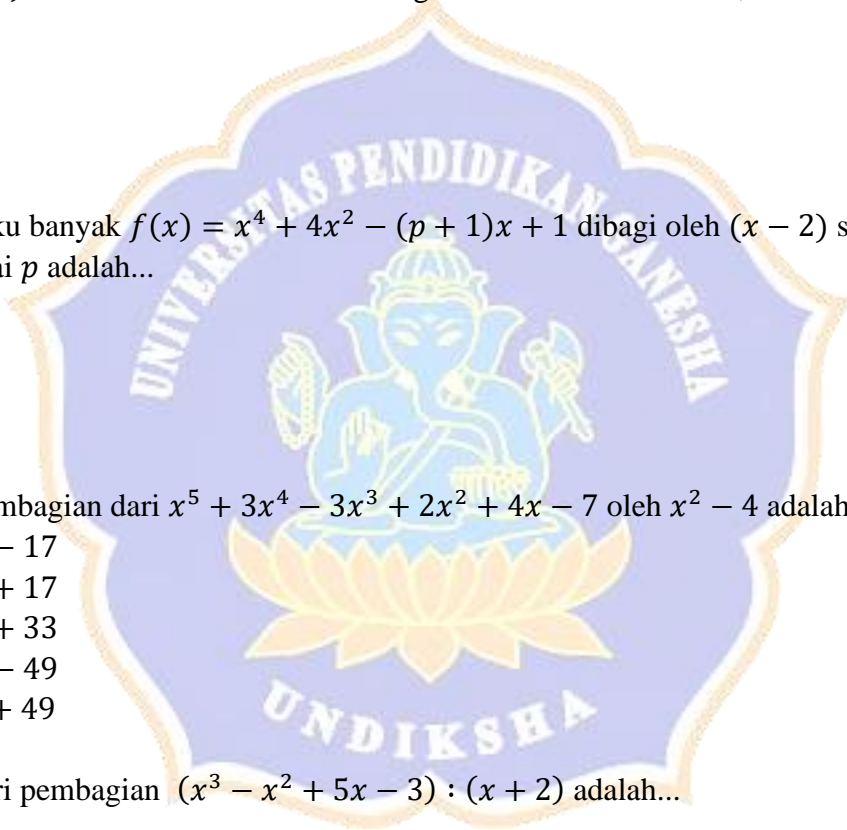 UNIVERSITAS PENDIDIKAN GANESHA
ku banyak 𝑓(𝑥) = 𝑥⁴ + 4𝑥² − (𝑝 + 1)𝑥 + 1 dibagi oleh (𝑥 − 2) s
ai 𝑝 adalah...
mbagian dari 𝑥⁵ + 3𝑥⁴ − 3𝑥³ + 2𝑥² + 4𝑥 − 7 oleh 𝑥² − 4 adalah
− 17
+ 17
+ 33
− 49
+ 49
UNDIKSHA
ri pembagian (𝑥³ − 𝑥² + 5𝑥 − 3) : (𝑥 + 2) adalah...